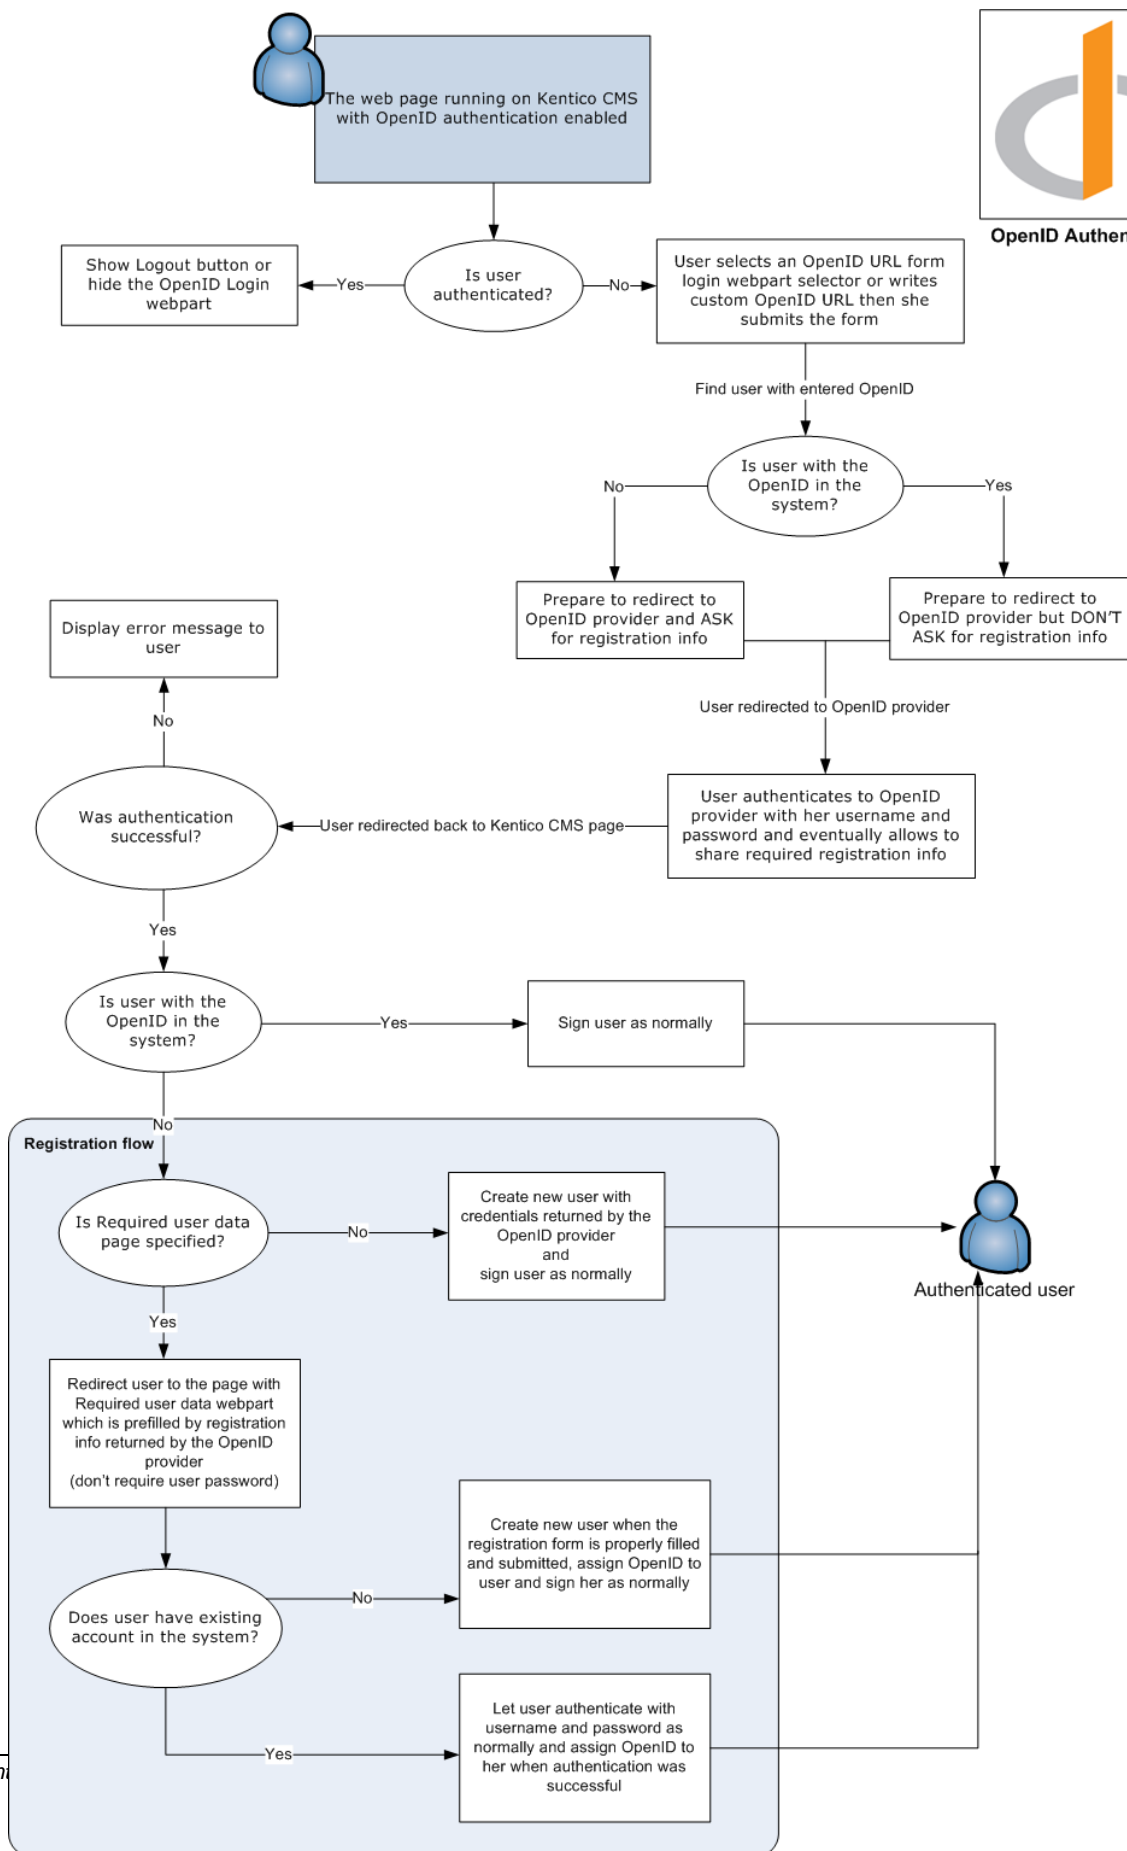 The web page running on Kentico CMS
with OpenID authentication enabled
OpenID Authen
Show Logout button or
hide the OpenID Login
webpart
Yes
Is user
authenticated?
No
User selects an OpenID URL form
login webpart selector or writes
custom OpenID URL then she
submits the form
Find user with entered OpenID
No
Is user with the
OpenID in the
system?
Yes
Prepare to redirect to
OpenID provider and ASK
for registration info
Prepare to redirect to
OpenID provider but DON'T
ASK for registration info
Display error message to
user
User redirected to OpenID provider
No
Was authentication
successful?
User redirected back to Kentico CMS page
User authenticates to OpenID
provider with her username and
password and eventually allows to
share required registration info
Yes
Is user with the
OpenID in the
system?
Yes
Sign user as normally
No
Registration flow
Is Required user data
page specified?
No
Create new user with
credentials returned by the
OpenID provider
and
sign user as normally
Authenticated user
Yes
Redirect user to the page with
Required user data webpart
which is prefilled by registration
info returned by the OpenID
provider
(don't require user password)
Create new user when the
registration form is properly filled
and submitted, assign OpenID to
user and sign her as normally
No
Does user have existing
account in the system?
Let user authenticate with
username and password as
normally and assign OpenID to
her when authentication was
successful
Yes